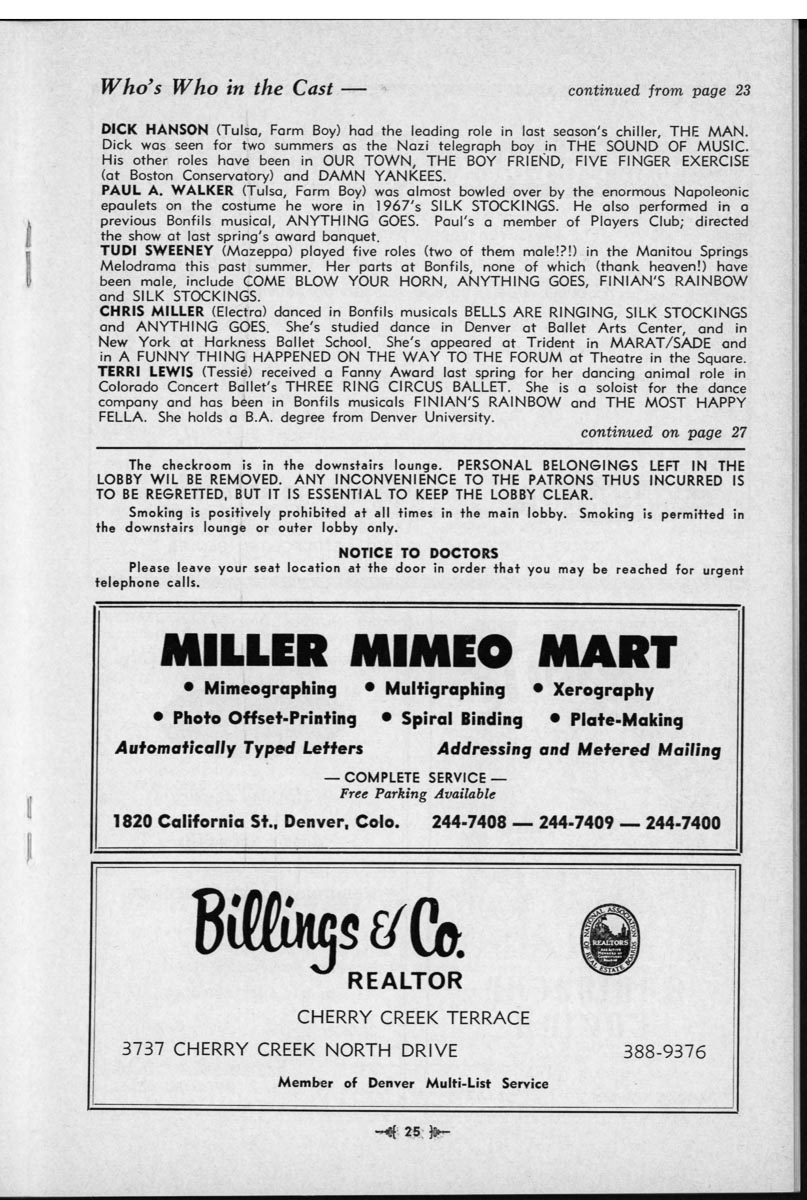 Who's Who in the Cast — continued from page 23
DICK HANSON (Tulsa, Farm Boy) had the leading role in last season's chiller, THE MAN.
Dick was seen for two summers as the Nazi telegraph boy in THE SOUND OF MUSIC.
His other roles have been in OUR TOWN, THE BOY FRIEND, FIVE FINGER EXERCISE
(at Boston Conservatory) and DAMN YANKEES.
PAUL A. WALKER (Tulsa, Farm Boy) was almost bowled over by the enormous Napoleonic
epaulets on the costume he wore in 1967's SILK STOCKINGS. He also performed in a
previous Bonfils musical, ANYTHING GOES. Paul's a member of Players Club; directed
the show at last spring's award banquet.
TUDI SWEENEY (Mazeppa) played five roles (two of them male!?!) in the Manitou Springs
Melodrama this past summer. Her parts at Bonfils, none of which (thank heaven!) have
been male, include COME BLOW YOUR HORN, ANYTHING GOES, FINIAN'S RAINBOW
and SILK STOCKINGS.
CHRIS MILLER (Electra) danced in Bonfils musicals BELLS ARE RINGING, SILK STOCKINGS
and ANYTHING GOES. She's studied dance in Denver at Ballet Arts Center, and in
New York at Harkness Ballet School. She's appeared at Trident in MARAT/SADE and
in A FUNNY THING HAPPENED ON THE WAY TO THE FORUM at Theatre in the Square.
TERRI LEWIS (Tessie) received a Fanny Award last spring for her dancing animal role in
Colorado Concert Ballet's THREE RING CIRCUS BALLET. She is a soloist for the dance
company and has been in Bonfils musicals FINIAN'S RAINBOW and THE MOST HAPPY
FELLA. She holds a B.A. degree from Denver University.
continued on page 27
The checkroom is in the downstairs lounge. PERSONAL BELONGINGS LEFT IN THE
LOBBY WIL BE REMOVED. ANY INCONVENIENCE TO THE PATRONS THUS INCURRED IS
TO BE REGRETTED, BUT IT IS ESSENTIAL TO KEEP THE LOBBY CLEAR.
Smoking is positively prohibited at all times in the main lobby. Smoking is permitted in
the downstairs lounge or outer lobby only.
NOTICE TO DOCTORS
Please leave your seat location at the door in order that you may be reached for urgent
telephone calls.
MILLER MIMEO MART
• Mimeographing • Multigraphing • Xerography
• Photo Offset-Printing • Spiral Binding • Plate-Making
Automatically Typed Letters Addressing and Metered Mailing
— COMPLETE SERVICE —
Free Parking Available
1820 California St., Denver, Colo. 244-7408 — 244-7409 — 244-7400
Billings & Co.
REALTOR
NATIONAL ASSOCIATION OF REAL ESTATE BOARDS
REALTORS
CHERRY CREEK TERRACE
3737 CHERRY CREEK NORTH DRIVE 388-9376
Member of Denver Multi-List Service
25